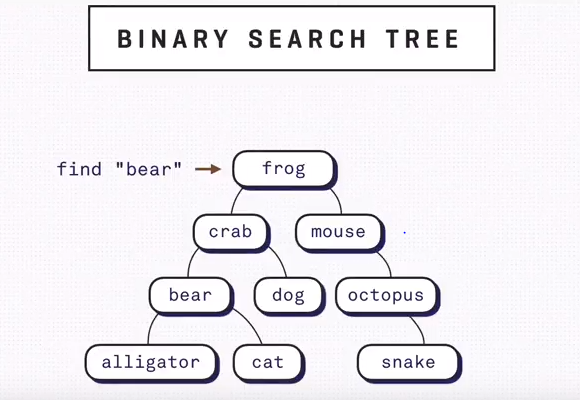 BINARY SEARCH TREE
find "bear"
frog
crab
mouse
bear
dog
octopus
alligator
cat
snake